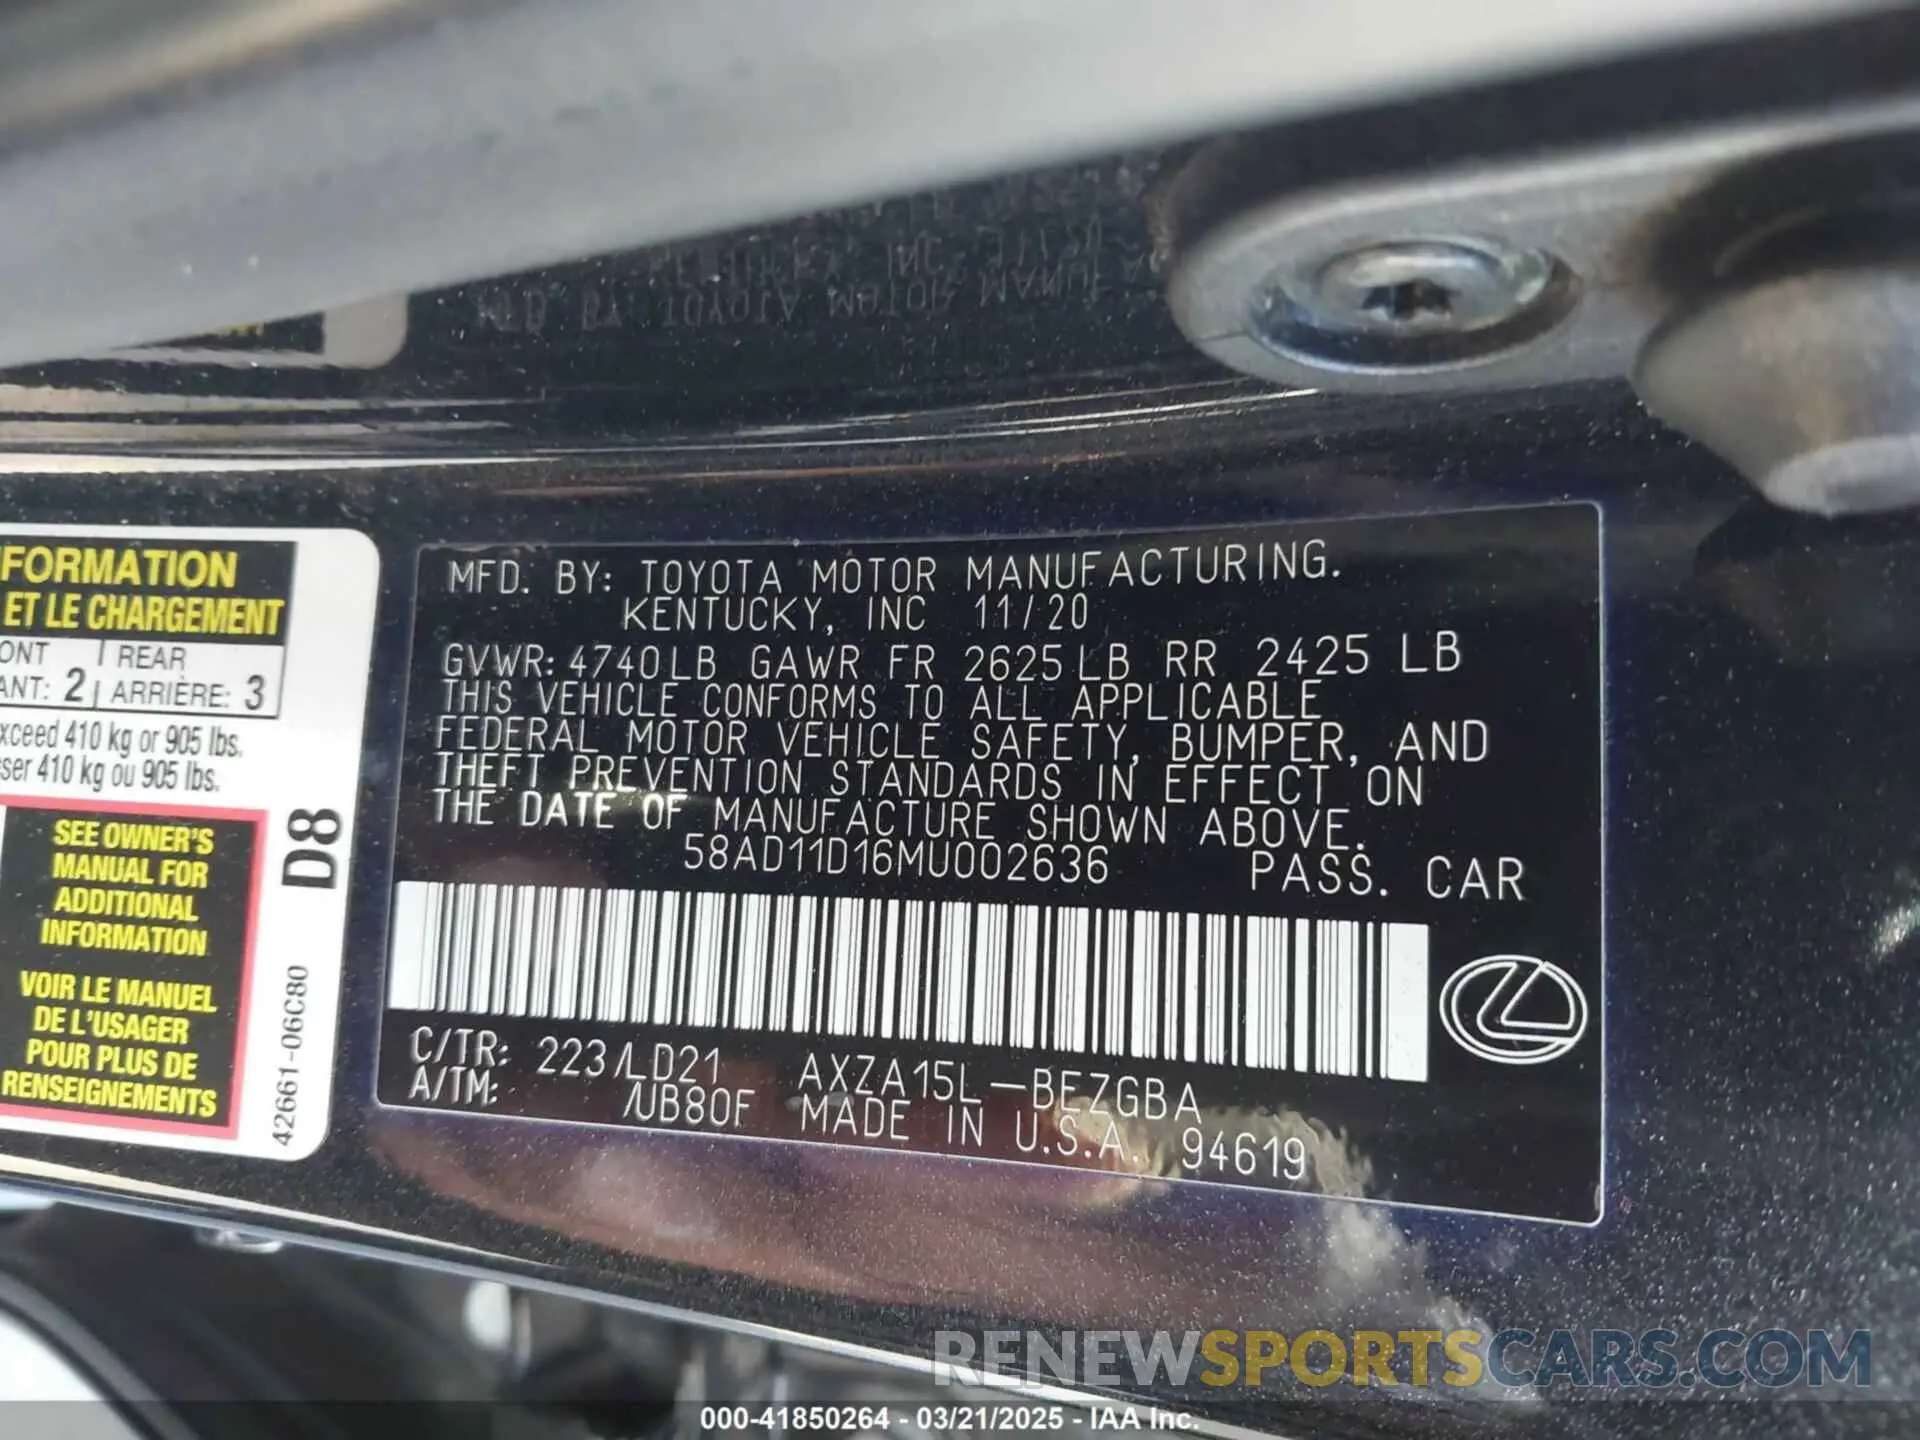 NFORMATION
ET LE CHARGEMENT
ONT REAR
ANT: 2 ARRIÈRE: 3
xceed 410 kg or 905 lbs.
ser 410 kg ou 905 lbs.
SEE OWNER'S
MANUAL FOR
ADDITIONAL
INFORMATION
VOIR LE MANUEL
DE L'USAGER
POUR PLUS DE
RENSEIGNEMENTS
D8
42661-06C80
MFD. BY: TOYOTA MOTOR MANUFACTURING.
KENTUCKY, INC 11/20
GVWR: 4740LB GAWR FR 2625LB RR 2425 LB
THIS VEHICLE CONFORMS TO ALL APPLICABLE
FEDERAL MOTOR VEHICLE SAFETY, BUMPER, AND
THEFT PREVENTION STANDARDS IN EFFECT ON
THE DATE OF MANUFACTURE SHOWN ABOVE.
58AD11D16MU002636 PASS. CAR
C/TR: 223/LD21 AXZA15L-BEZGBA
A/TM: /UB80F MADE IN U.S.A. 94619
RENEWSPORTSCARS.COM
000-41850264 - 03/21/2025 - IAA Inc.